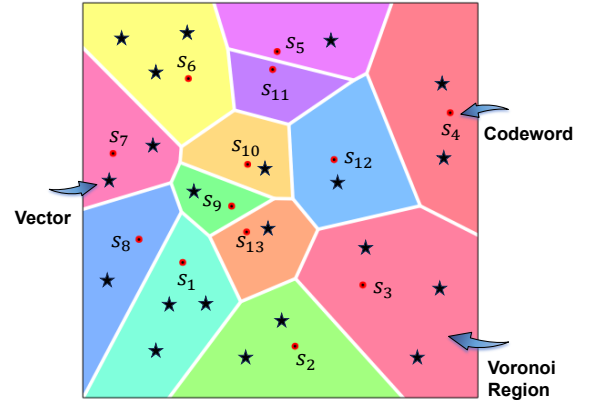 S5
S6
S11
S4
Codeword
S7
S10
S12
Vector
S9
S8
S13
S1
S3
S2
Voronoi
Region